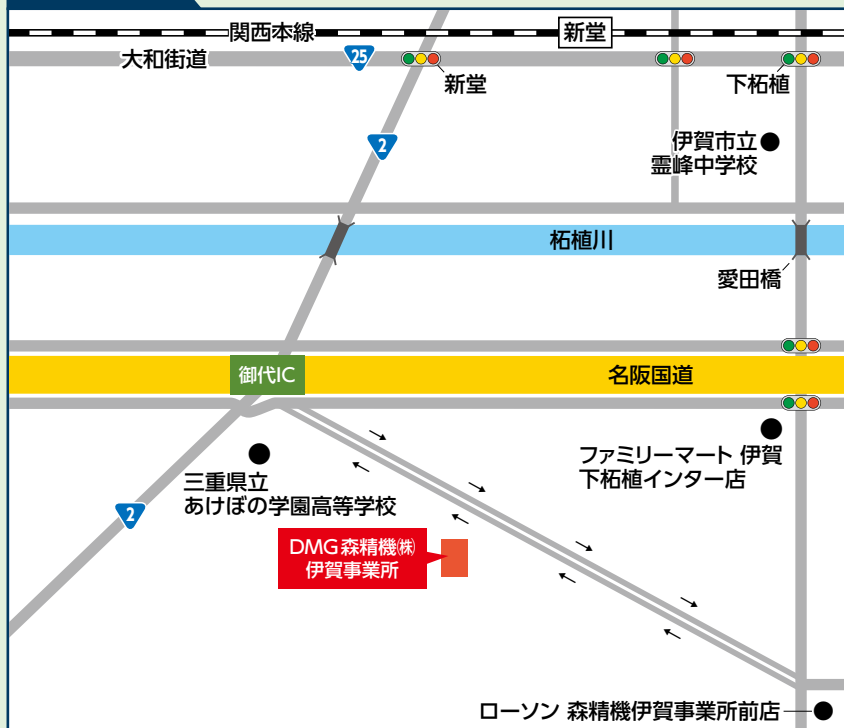 関西本線
新堂
大和街道
25
新堂
下柘植
2
伊賀市立
霊峰中学校
柘植川
愛田橋
御代IC
名阪国道
ファミリーマート 伊賀
下柘植インター店
三重県立
あけぼの学園高等学校
2
DMG森精機㈱
伊賀事業所
ローソン 森精機伊賀事業所前店